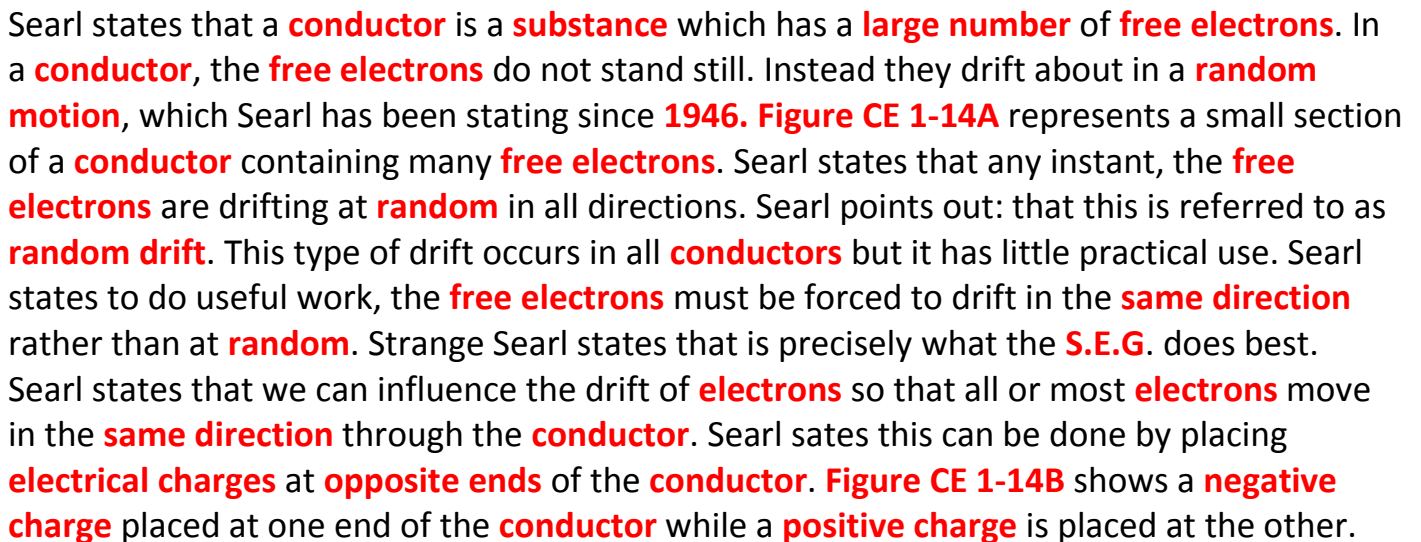 Searl states that a conductor is a substance which has a large number of free electrons. In
a conductor, the free electrons do not stand still. Instead they drift about in a random
motion, which Searl has been stating since 1946. Figure CE 1-14A represents a small section
of a conductor containing many free electrons. Searl states that any instant, the free
electrons are drifting at random in all directions. Searl points out: that this is referred to as
random drift. This type of drift occurs in all conductors but it has little practical use. Searl
states to do useful work, the free electrons must be forced to drift in the same direction
rather than at random. Strange Searl states that is precisely what the S.E.G. does best.
Searl states that we can influence the drift of electrons so that all or most electrons move
in the same direction through the conductor. Searl sates this can be done by placing
electrical charges at opposite ends of the conductor. Figure CE 1-14B shows a negative
charge placed at one end of the conductor while a positive charge is placed at the other.